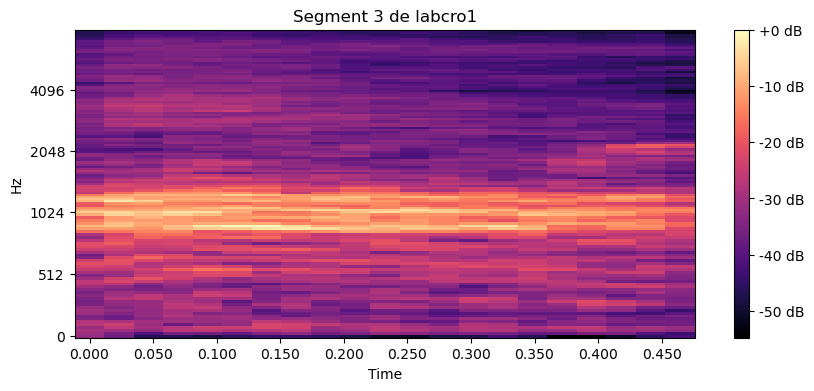 Segment 3 de labcro1
Hz
4096
2048
1024
512
0
0.000 0.050 0.100 0.150 0.200 0.250 0.300 0.350 0.400 0.450
Time
+0 dB
-10 dB
-20 dB
-30 dB
-40 dB
-50 dB